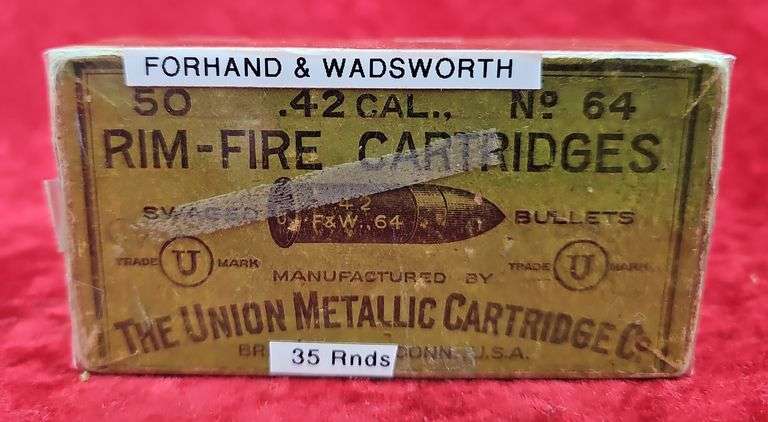 FORHAND & WADSWORTH
50 .42 CAL., Nº 64
RIM-FIRE CARTRIDGES
SWAGED BULLETS
.42
F&W. 64
TRADE U MARK TRADE U MARK
MANUFACTURED BY
THE UNION METALLIC CARTRIDGE Cº
CONN. U.S.A.
35 Rnds